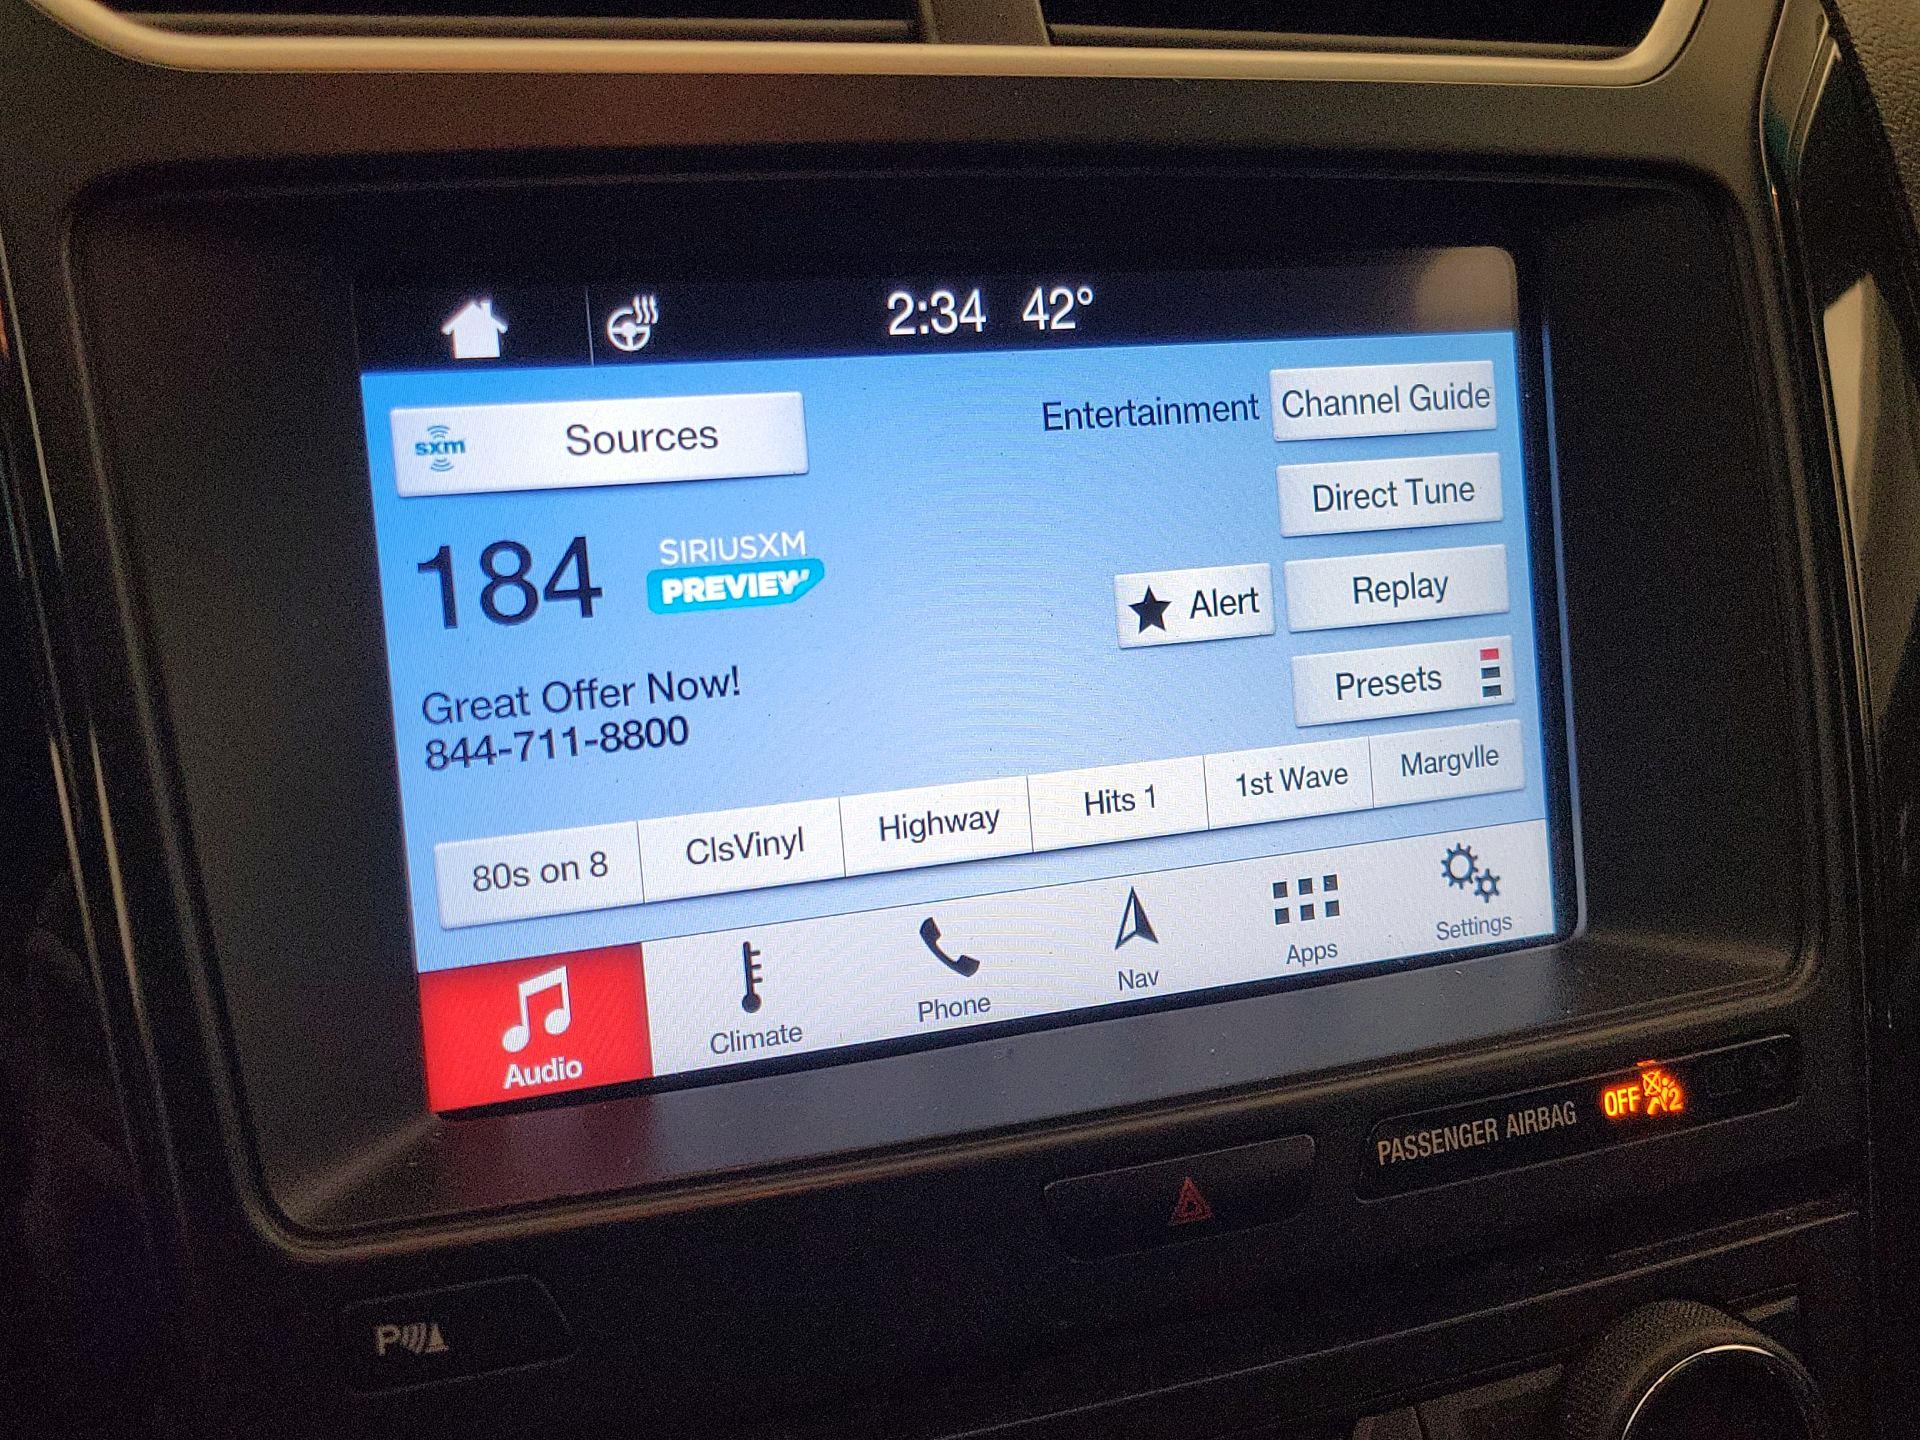 2:34 42°
sxm Sources
Entertainment
Channel Guide
Direct Tune
184
SIRIUSXM
PREVIEW
Alert
Replay
Presets
Great Offer Now!
844-711-8800
80s on 8
ClsVinyl
Highway
Hits 1
1st Wave
Margvlle
Audio
Climate
Phone
Nav
Apps
Settings
PASSENGER AIRBAG
OFF 2
P